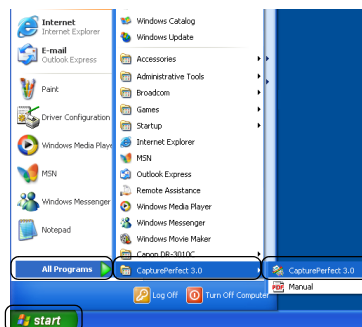 Internet
Internet Explorer
E-mail
Outlook Express
Paint
Driver Configuration
Windows Media Playe
MSN
Windows Messenger
Notepad
All Programs
Windows Catalog
Windows Update
Accessories
Administrative Tools
Broadcom
Games
Startup
Internet Explorer
MSN
Outlook Express
Remote Assistance
Windows Media Player
Windows Messenger
Windows Movie Maker
Canon DR-3010C
CapturePerfect 3.0
CapturePerfect 3.0
PDF Manual
Log Off Turn Off Computer
start